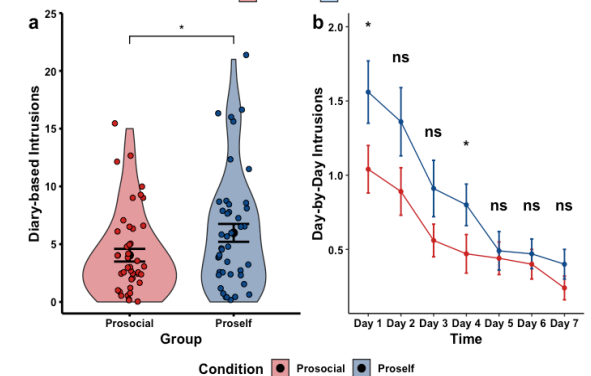 a
Diary-based Intrusions
25
20
15
10
5
0
*
Prosocial Proself
Group
b
Day-by-Day Intrusions
2.0
1.5
1.0
0.5
*
ns
ns
*
ns
ns
ns
Day 1 Day 2 Day 3 Day 4 Day 5 Day 6 Day 7
Time
Condition Prosocial Proself